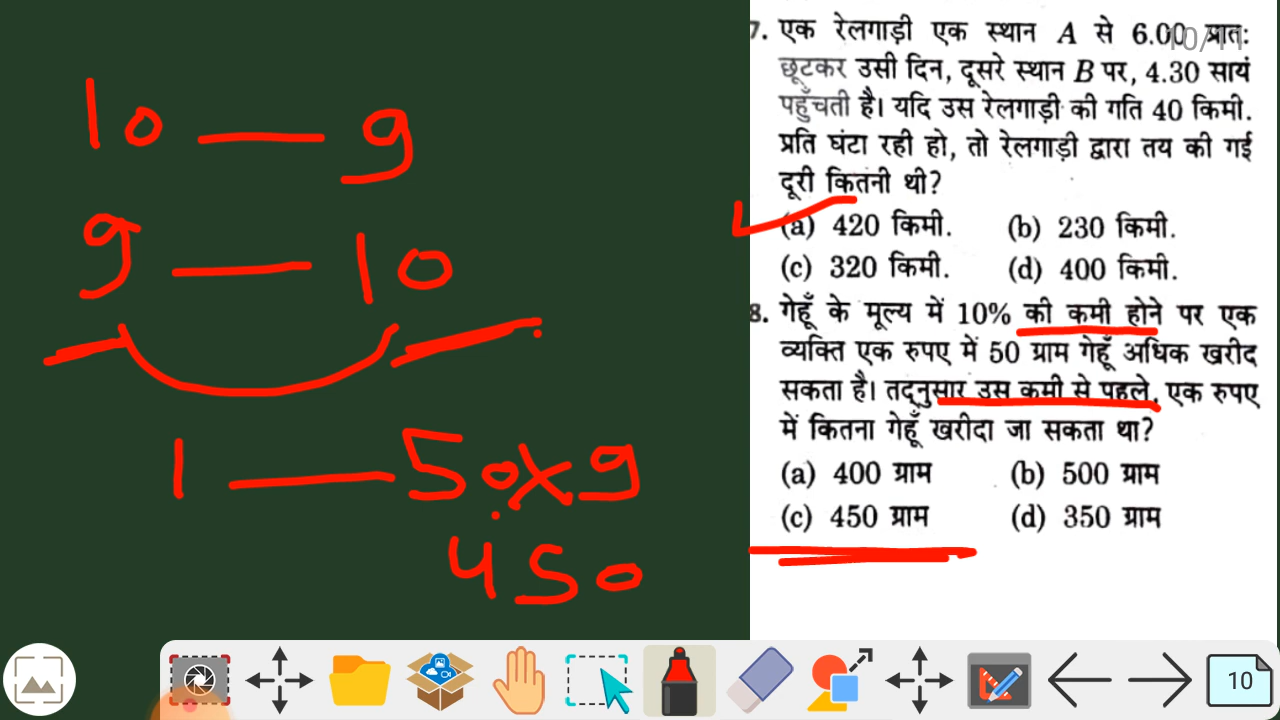 10 — 9
9 — 10
1 — 50×9
450
7. एक रेलगाड़ी एक स्थान A से 6.00 प्रात:
छूटकर उसी दिन, दूसरे स्थान B पर, 4.30 सायं
पहुँचती है। यदि उस रेलगाड़ी की गति 40 किमी.
प्रति घंटा रही हो, तो रेलगाड़ी द्वारा तय की गई
दूरी कितनी थी?
(a) 420 किमी. (b) 230 किमी.
(c) 320 किमी. (d) 400 किमी.
8. गेहूँ के मूल्य में 10% की कमी होने पर एक
व्यक्ति एक रुपए में 50 ग्राम गेहूँ अधिक खरीद
सकता है। तद्नुसार उस कमी से पहले, एक रुपए
में कितना गेहूँ खरीदा जा सकता था?
(a) 400 ग्राम (b) 500 ग्राम
(c) 450 ग्राम (d) 350 ग्राम
10/11
10